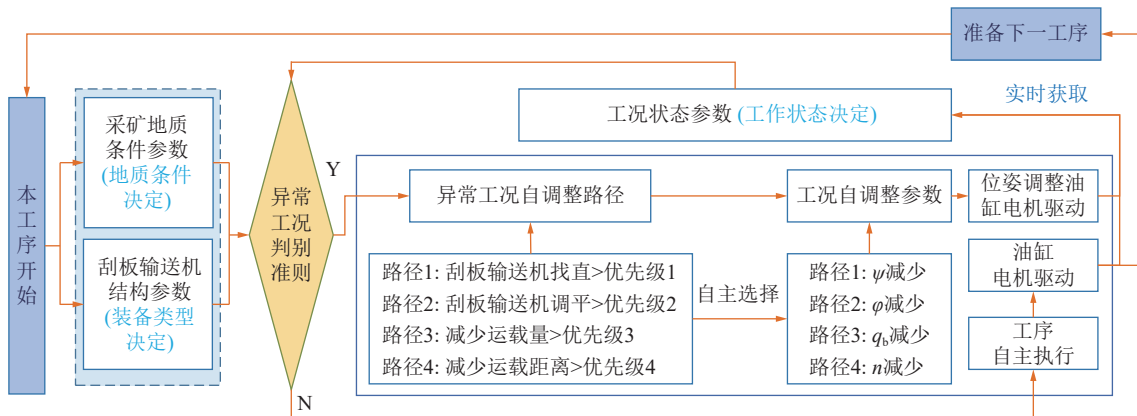 准备下一工序
实时获取
工况状态参数 (工作状态决定)
本
工
序
开
始
采矿地质
条件参数
(地质条件
决定)
刮板输送机
结构参数
(装备类型
决定)
异常
工况
判别
准则
Y
N
异常工况自调整路径
工况自调整参数
位姿调整油
缸电机驱动
路径1: 刮板输送机找直>优先级1
路径2: 刮板输送机调平>优先级2
路径3: 减少运载量>优先级3
路径4: 减少运载距离>优先级4
自主选择
路径1: ψ减少
路径2: φ减少
路径3: qb减少
路径4: n减少
油缸
电机驱动
工序
自主执行